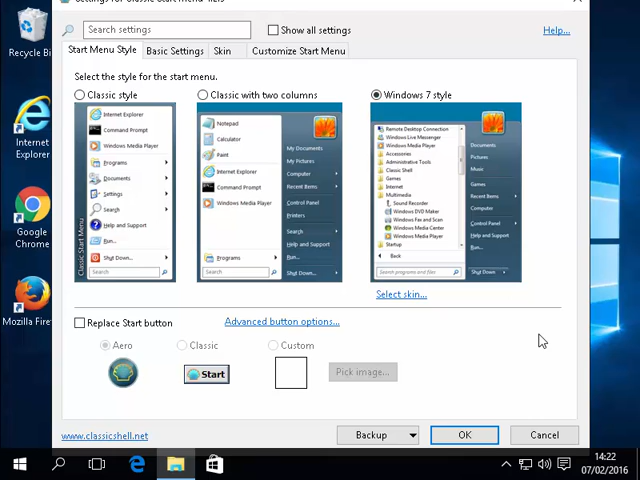 Settings for Classic Start Menu
Recycle Bin
Search settings
Show all settings
Help...
Start Menu Style
Basic Settings
Skin
Customize Start Menu
Select the style for the start menu.
Classic style
Classic with two columns
Windows 7 style
Internet Explorer
Command Prompt
Windows Media Player
Programs
Documents
Settings
Search
Help and Support
Run...
Shut Down...
Search
Classic Start Menu
Notepad
Calculator
Paint
Internet Explorer
Command Prompt
Windows Media Player
Programs
Search
My Documents
My Pictures
Computer
Recent Items
Control Panel
Printers
Search
Help and Support
Run...
Shut Down...
Remote Desktop Connection
Windows Live Messenger
Windows Media Player
Accessories
Administrative Tools
Classic Shell
Games
Internet
Multimedia
Sound Recorder
Windows DVD Maker
Windows Fax and Scan
Windows Media Center
Windows Media Player
Startup
Back
Search programs and files
Documents
Pictures
Music
Games
Recent Items
Computer
Control Panel
Help and Support
Run...
Shut Down
Select skin...
Internet
Explorer
Google
Chrome
Mozilla Firef
Replace Start button
Advanced button options...
Aero
Classic
Custom
Start
Pick image...
www.classicshell.net
Backup
OK
Cancel
14:22
07/02/2016